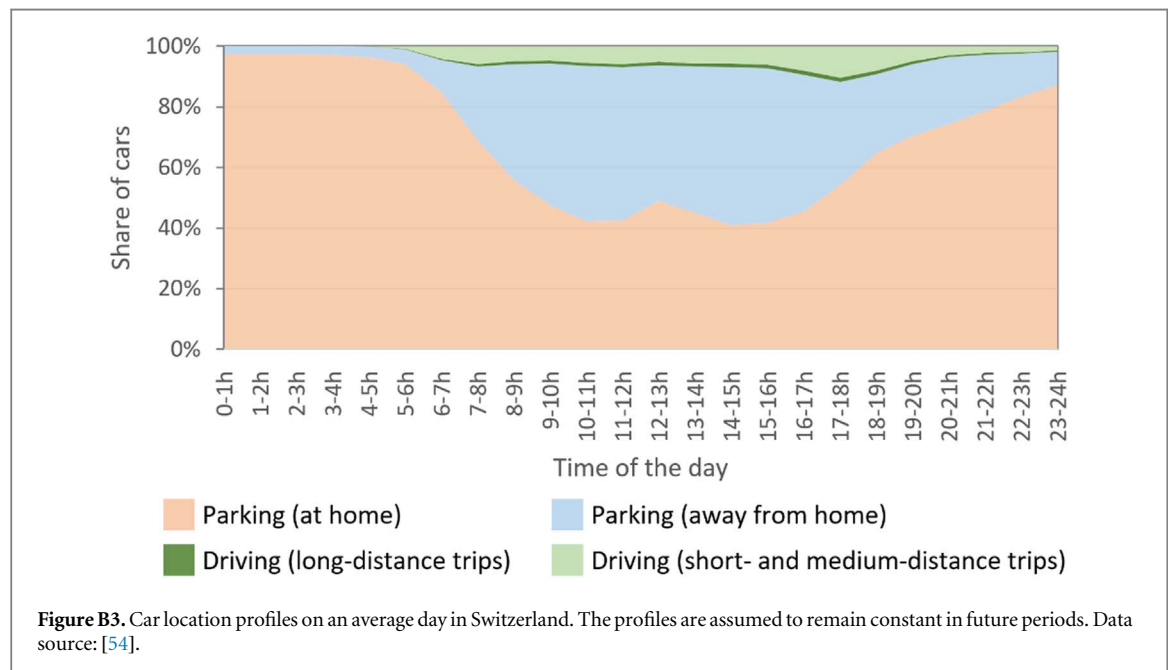 100%
80%
60%
40%
20%
0%
Share of cars
0-1h
1-2h
2-3h
3-4h
4-5h
5-6h
6-7h
7-8h
8-9h
9-10h
10-11h
11-12h
12-13h
13-14h
14-15h
15-16h
16-17h
17-18h
18-19h
19-20h
20-21h
21-22h
22-23h
23-24h
Time of the day
Parking (at home)
Parking (away from home)
Driving (long-distance trips)
Driving (short- and medium-distance trips)
Figure B3. Car location profiles on an average day in Switzerland. The profiles are assumed to remain constant in future periods. Data
source: [54].